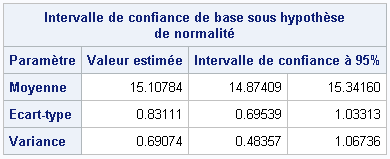 Intervalle de confiance de base sous hypothèse
de normalité
Paramètre Valeur estimée Intervalle de confiance à 95%
Moyenne 15.10784 14.87409 15.34160
Ecart-type 0.83111 0.69539 1.03313
Variance 0.69074 0.48357 1.06736